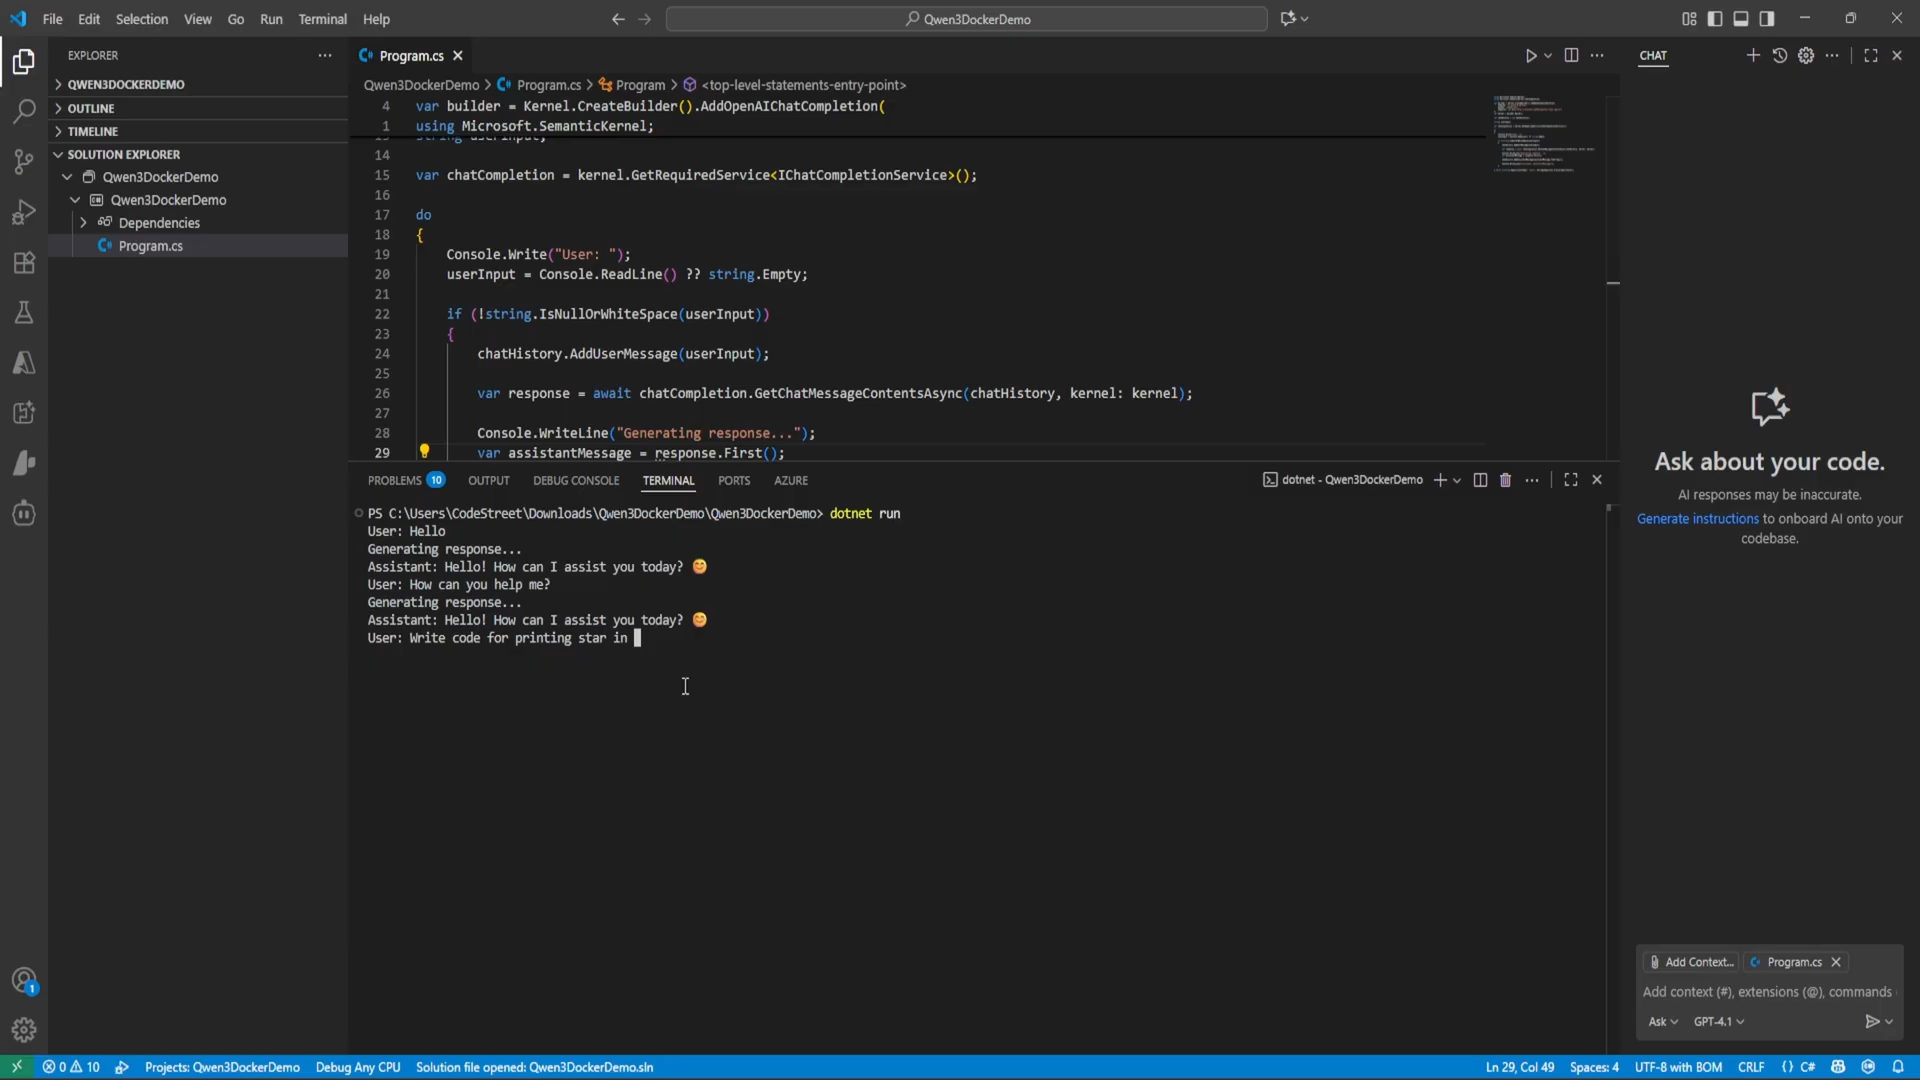 File Edit Selection View Go Run Terminal Help
Qwen3DockerDemo
EXPLORER
QWEN3DOCKERDEMO
OUTLINE
TIMELINE
SOLUTION EXPLORER
Qwen3DockerDemo
Qwen3DockerDemo
Dependencies
Program.cs
Program.cs
Qwen3DockerDemo > Program.cs > Program > <top-level-statements-entry-point>
4 var builder = Kernel.CreateBuilder().AddOpenAIChatCompletion(
1 using Microsoft.SemanticKernel;
13 string userInput;
14
15 var chatCompletion = kernel.GetRequiredService<IChatCompletionService>();
16
17 do
18 {
19 Console.Write("User: ");
20 userInput = Console.ReadLine() ?? string.Empty;
21
22 if (!string.IsNullOrWhiteSpace(userInput))
23 {
24 chatHistory.AddUserMessage(userInput);
25
26 var response = await chatCompletion.GetChatMessageContentsAsync(chatHistory, kernel: kernel);
27
28 Console.WriteLine("Generating response...");
29 var assistantMessage = response.First();
PROBLEMS 10 OUTPUT DEBUG CONSOLE TERMINAL PORTS AZURE
dotnet - Qwen3DockerDemo
PS C:\Users\CodeStreet\Downloads\Qwen3DockerDemo\Qwen3DockerDemo> dotnet run
User: Hello
Generating response...
Assistant: Hello! How can I assist you today? 😊
User: How can you help me?
Generating response...
Assistant: Hello! How can I assist you today? 😊
User: Write code for printing star in
CHAT
Ask about your code.
AI responses may be inaccurate.
Generate instructions to onboard AI onto your
codebase.
Add Context... Program.cs
Add context (#), extensions (@), commands
Ask GPT-4.1
1
0 10 Projects: Qwen3DockerDemo Debug Any CPU Solution file opened: Qwen3DockerDemo.sln
Ln 29, Col 49 Spaces: 4 UTF-8 with BOM CRLF {} C#